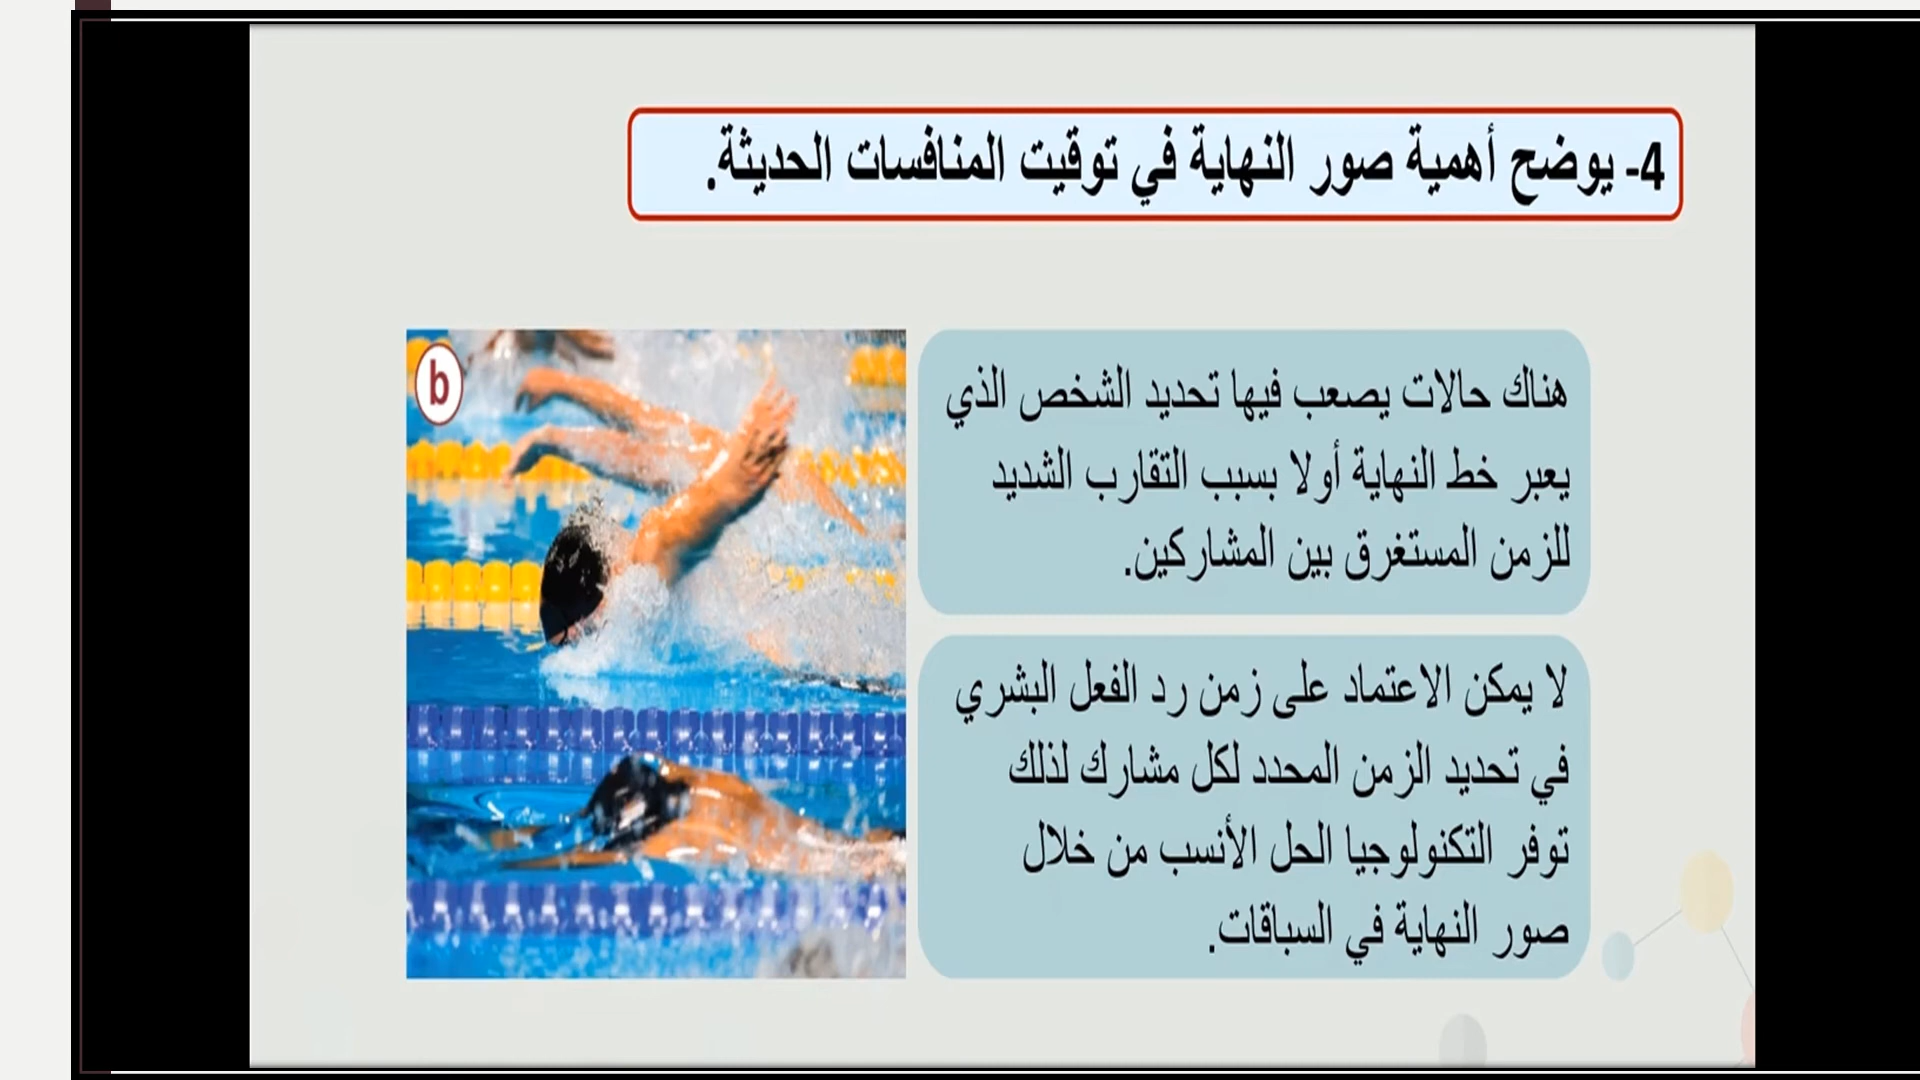 4- يوضح أهمية صور النهاية في توقيت المنافسات الحديثة.
هناك حالات يصعب فيها تحديد الشخص الذي
يعبر خط النهاية أولا بسبب التقارب الشديد
للزمن المستغرق بين المشاركين.
لا يمكن الاعتماد على زمن رد الفعل البشري
في تحديد الزمن المحدد لكل مشارك لذلك
توفر التكنولوجيا الحل الأنسب من خلال
صور النهاية في السباقات.
b